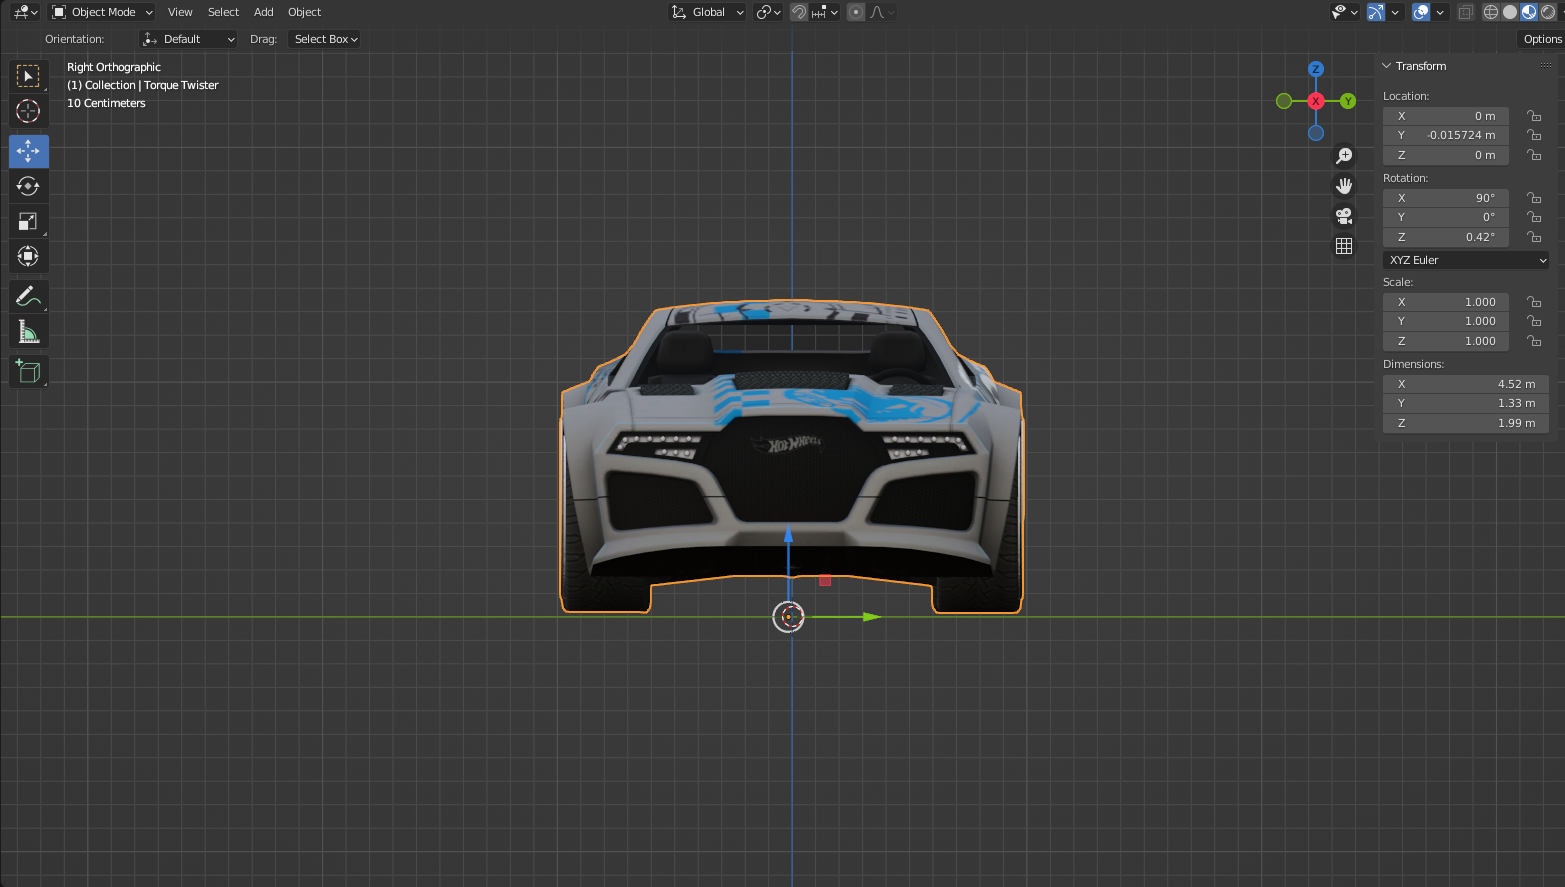 Object Mode View Select Add Object Global
Orientation: Default Drag: Select Box Options
Right Orthographic
(1) Collection | Torque Twister
10 Centimeters
Z
X
Y
HOT WHEELS
Transform
Location:
X 0 m
Y -0.015724 m
Z 0 m
Rotation:
X 90°
Y 0°
Z 0.42°
XYZ Euler
Scale:
X 1.000
Y 1.000
Z 1.000
Dimensions:
X 4.52 m
Y 1.33 m
Z 1.99 m